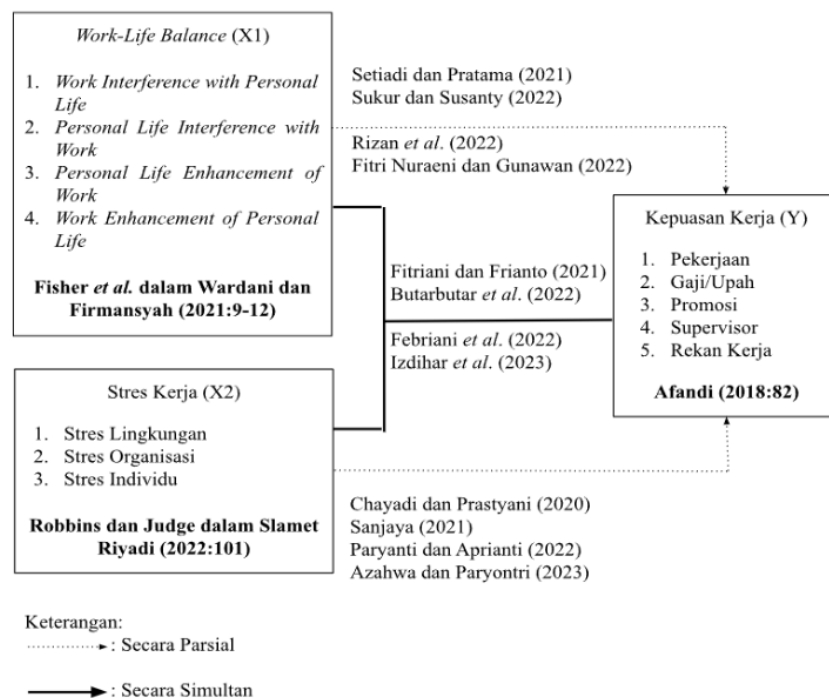 Work-Life Balance (X1)
1. Work Interference with Personal
Life
2. Personal Life Interference with
Work
3. Personal Life Enhancement of
Work
4. Work Enhancement of Personal
Life
Fisher et al. dalam Wardani dan
Firmansyah (2021:9-12)
Setiadi dan Pratama (2021)
Sukur dan Susanty (2022)
Rizan et al. (2022)
Fitri Nuraeni dan Gunawan (2022)
Fitriani dan Frianto (2021)
Butarbutar et al. (2022)
Febriani et al. (2022)
Izdihar et al. (2023)
Kepuasan Kerja (Y)
1. Pekerjaan
2. Gaji/Upah
3. Promosi
4. Supervisor
5. Rekan Kerja
Afandi (2018:82)
Stres Kerja (X2)
1. Stres Lingkungan
2. Stres Organisasi
3. Stres Individu
Robbins dan Judge dalam Slamet
Riyadi (2022:101)
Chayadi dan Prastyani (2020)
Sanjaya (2021)
Paryanti dan Aprianti (2022)
Azahwa dan Paryontri (2023)
Keterangan:
: Secara Parsial
: Secara Simultan